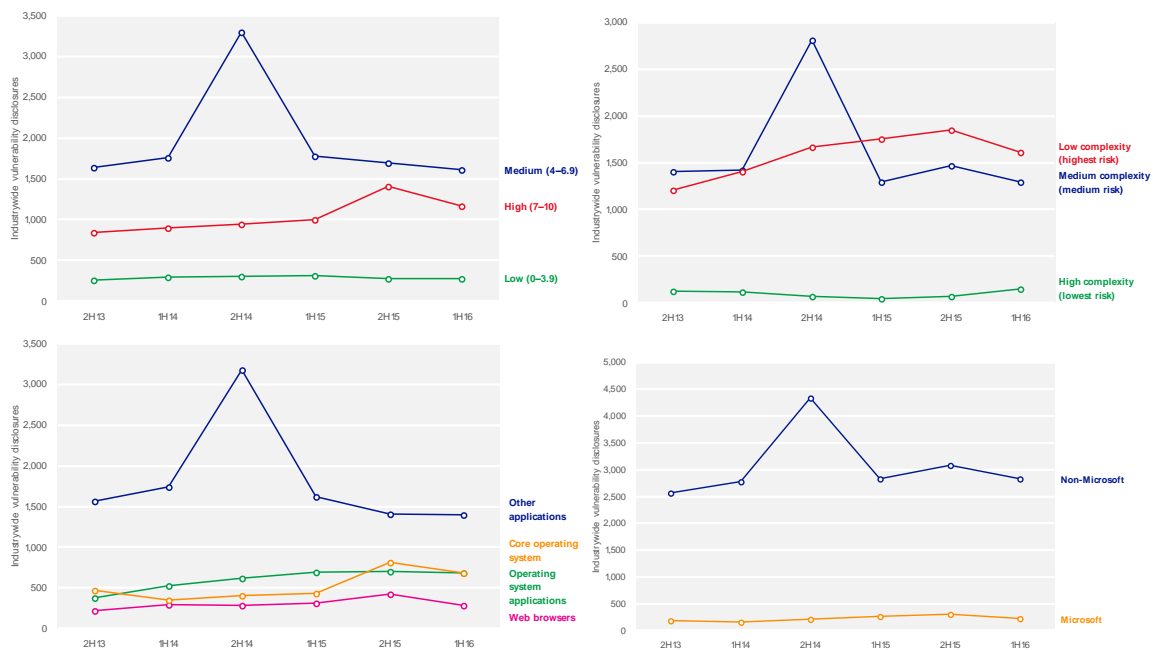 3,500
3,000
2,500
2,000
1,500
1,000
500
0
Industrywide vulnerability disclosures
2H13
1H14
2H14
1H15
2H15
1H16
Medium (4–6.9)
High (7–10)
Low (0–3.9)
3,000
2,500
2,000
1,500
1,000
500
0
Industrywide vulnerability disclosures
2H13
1H14
2H14
1H15
2H15
1H16
Low complexity
(highest risk)
Medium complexity
(medium risk)
High complexity
(lowest risk)
3,500
3,000
2,500
2,000
1,500
1,000
500
0
Industrywide vulnerability disclosures
2H13
1H14
2H14
1H15
2H15
1H16
Other
applications
Core operating
system
Operating
system
applications
Web browsers
5,000
4,500
4,000
3,500
3,000
2,500
2,000
1,500
1,000
500
0
Industrywide vulnerability disclosures
2H13
1H14
2H14
1H15
2H15
1H16
Non-Microsoft
Microsoft